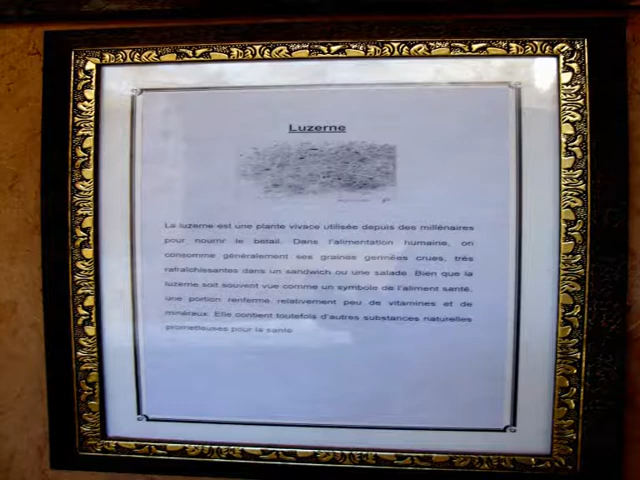 Luzerne
La luzerne est une plante vivace utilisée depuis des millénaires
pour nourrir le bétail. Dans l'alimentation humaine, on
consomme généralement ses graines germées crues, très
rafraîchissantes dans un sandwich ou une salade. Bien que la
luzerne soit souvent vue comme un symbole de l'aliment santé,
une portion renferme relativement peu de vitamines et de
minéraux. Elle contient toutefois d'autres substances naturelles
prometteuses pour la santé